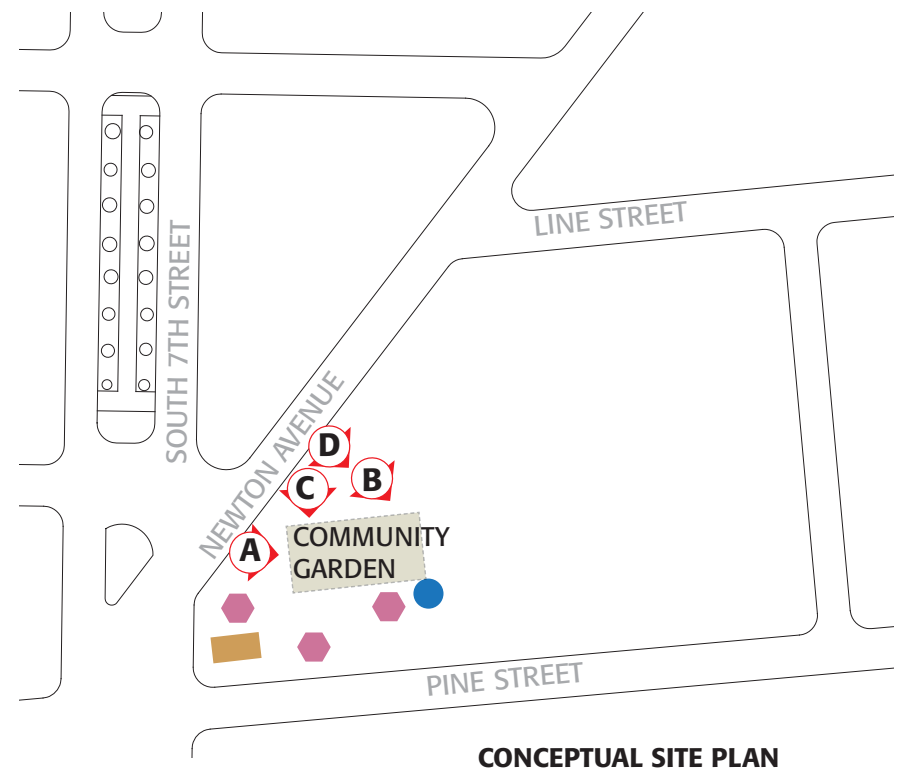 LINE STREET
SOUTH 7TH STREET
NEWTON AVENUE
D
B
C
A
COMMUNITY
GARDEN
PINE STREET
CONCEPTUAL SITE PLAN